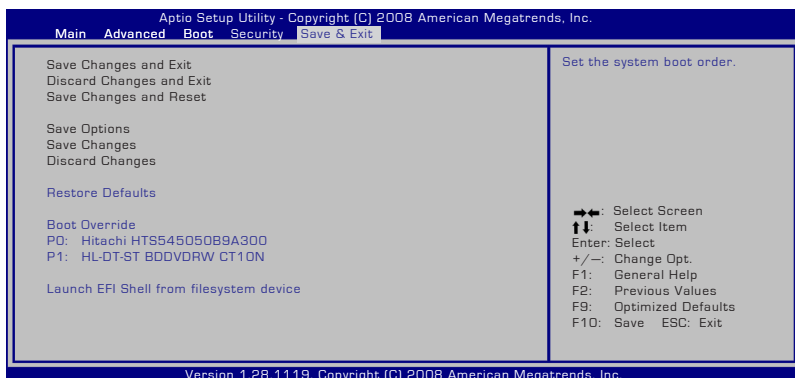 Aptio Setup Utility - Copyright (C) 2008 American Megatrends, Inc.
Main Advanced Boot Security Save & Exit
Save Changes and Exit
Discard Changes and Exit
Save Changes and Reset
Save Options
Save Changes
Discard Changes
Restore Defaults
Boot Override
P0: Hitachi HTS545050B9A300
P1: HL-DT-ST BDDVDRW CT10N
Launch EFI Shell from filesystem device
Set the system boot order.
→←: Select Screen
↑↓: Select Item
Enter: Select
+/—: Change Opt.
F1: General Help
F2: Previous Values
F9: Optimized Defaults
F10: Save ESC: Exit
Version 1.28.1119. Copyright (C) 2008 American Megatrends, Inc.